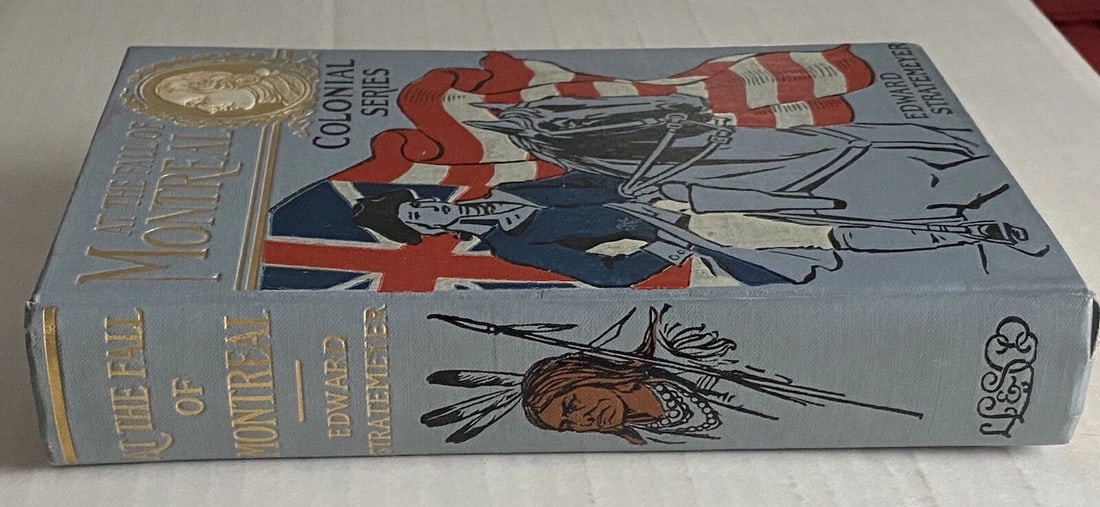 AT THE FALL OF
MONTREAL
COLONIAL
SERIES
EDWARD
STRATEMEYER
AT THE FALL
OF
MONTREAL
EDWARD
STRATEMEYER